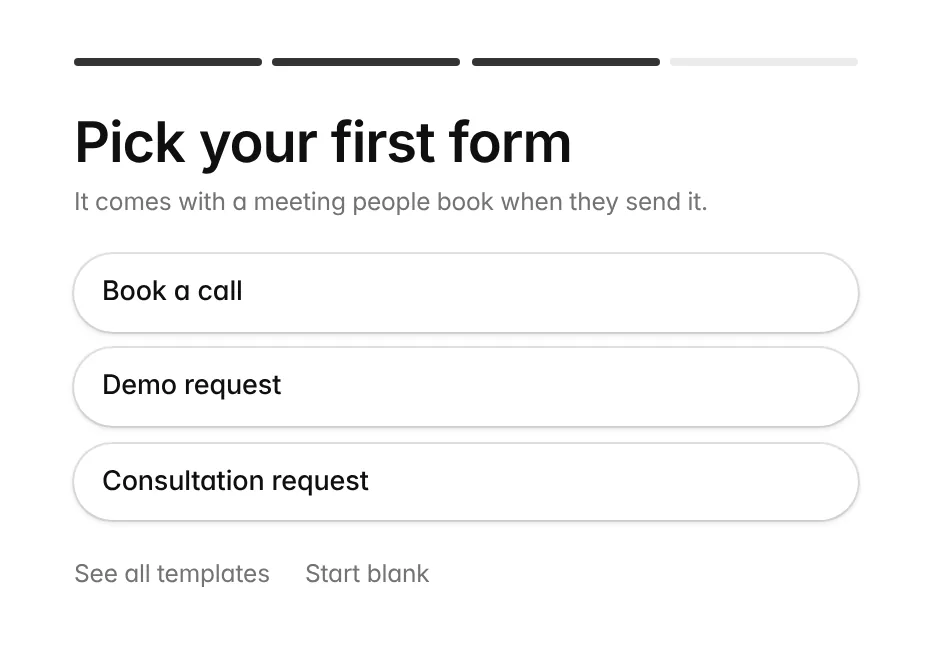 Pick your first form
It comes with a meeting people book when they send it.
Book a call
Demo request
Consultation request
See all templates Start blank